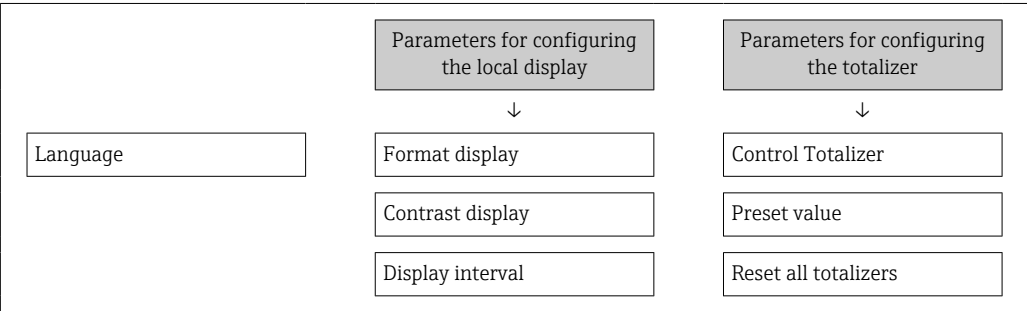 Parameters for configuring
the local display
Parameters for configuring
the totalizer
↓
↓
Language
Format display
Control Totalizer
Contrast display
Preset value
Display interval
Reset all totalizers